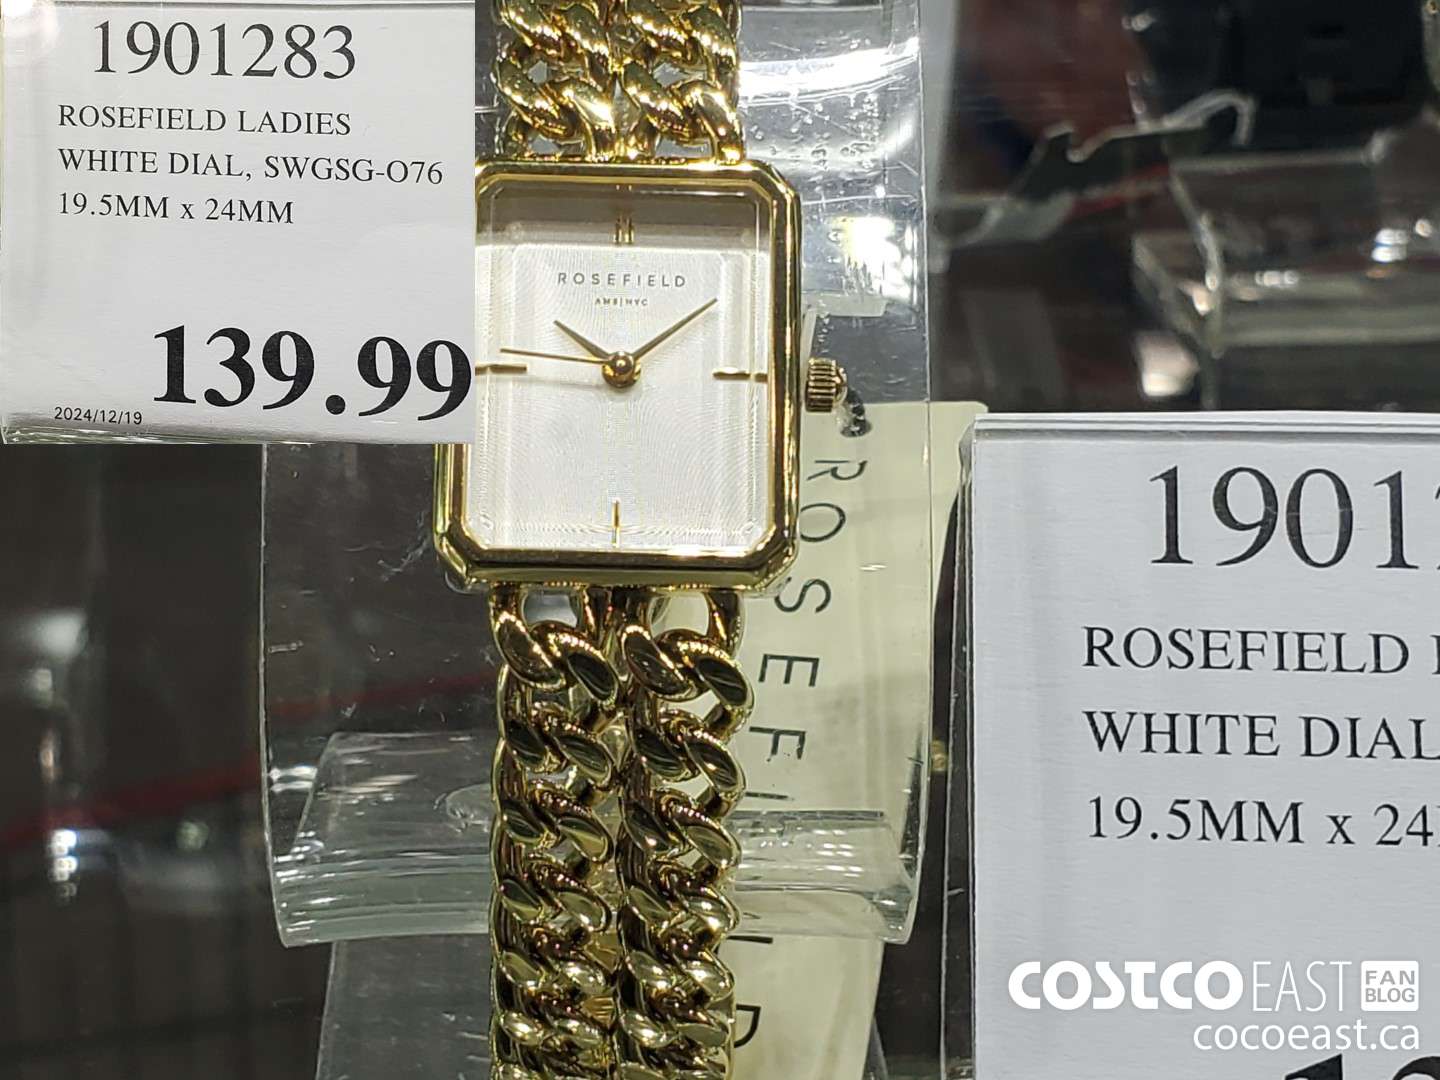 1901283
ROSEFIELD LADIES
WHITE DIAL, SWGSG-O76
19.5MM x 24MM
139.99
2024/12/19
ROSEFIELD
AMS|NYC
ROSEFIELD
1901
ROSEFIELD
WHITE DIAL
19.5MM x 24
COSTCO EAST FAN BLOG
cocoeast.ca